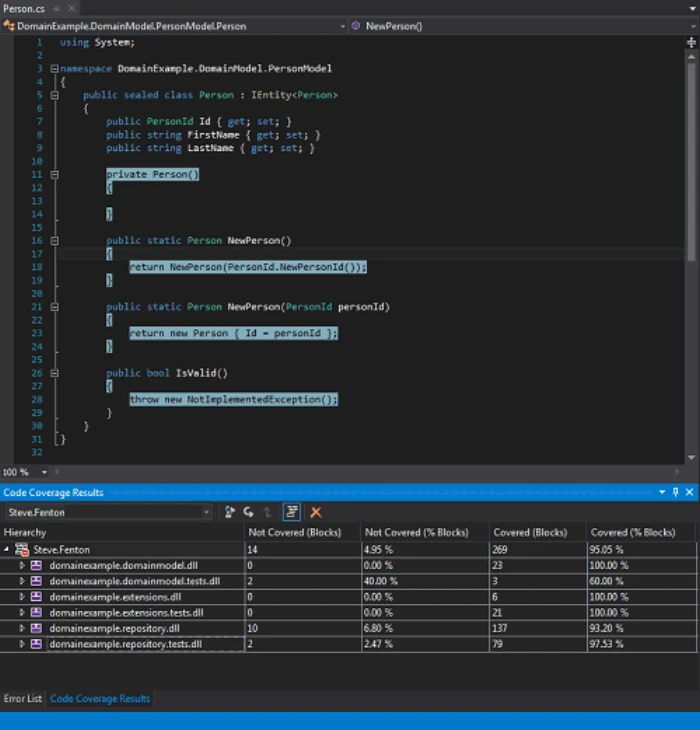 Person.cs
DomainExample.DomainModel.PersonModel.Person NewPerson()
1 using System;
2
3 namespace DomainExample.DomainModel.PersonModel
4 {
5 public sealed class Person : IEntity<Person>
6 {
7 public PersonId Id { get; set; }
8 public string FirstName { get; set; }
9 public string LastName { get; set; }
10
11 private Person()
12 {
13
14 }
15
16 public static Person NewPerson()
17 {
18 return NewPerson(PersonId.NewPersonId());
19 }
20
21 public static Person NewPerson(PersonId personId)
22 {
23 return new Person { Id = personId };
24 }
25
26 public bool IsValid()
27 {
28 throw new NotImplementedException();
29 }
30 }
31 }
32
100 %
Code Coverage Results
Steve.Fenton
Hierarchy Not Covered (Blocks) Not Covered (% Blocks) Covered (Blocks) Covered (% Blocks)
Steve.Fenton 14 4.95 % 269 95.05 %
domainexample.domainmodel.dll 0 0.00 % 23 100.00 %
domainexample.domainmodel.tests.dll 2 40.00 % 3 60.00 %
domainexample.extensions.dll 0 0.00 % 6 100.00 %
domainexample.extensions.tests.dll 0 0.00 % 21 100.00 %
domainexample.repository.dll 10 6.80 % 137 93.20 %
domainexample.repository.tests.dll 2 2.47 % 79 97.53 %
Error List Code Coverage Results